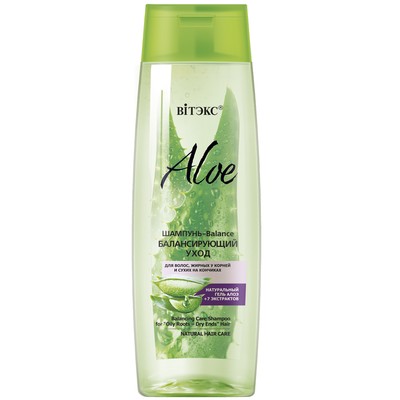 ВІТЭКС®
Aloe
ШАМПУНЬ–Balance
БАЛАНСИРУЮЩИЙ
УХОД
ДЛЯ ВОЛОС, ЖИРНЫХ У КОРНЕЙ
И СУХИХ НА КОНЧИКАХ
НАТУРАЛЬНЫЙ
ГЕЛЬ АЛОЭ
+7 ЭКСТРАКТОВ
Balancing Care Shampoo
for "Oily Roots – Dry Ends" Hair
NATURAL HAIR CARE